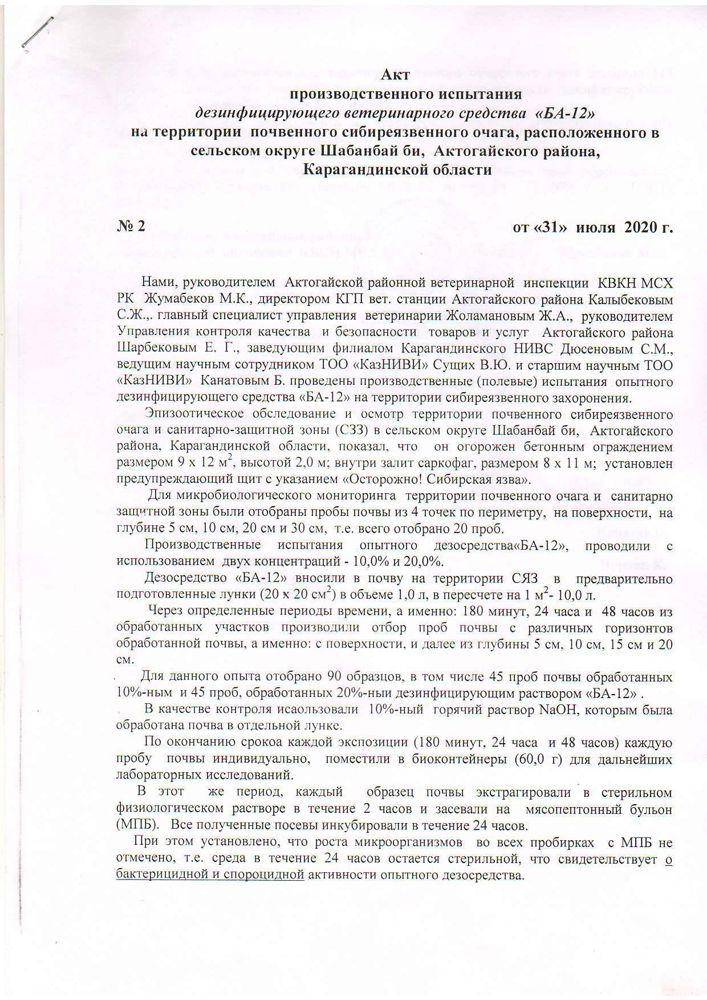 Акт
производственного испытания
дезинфицирующего ветеринарного средства «БА-12»
на территории почвенного сибиреязвенного очага, расположенного в
сельском округе Шабанбай би, Актогайского района,
Карагандинской области
№ 2 от «31» июля 2020 г.
Нами, руководителем Актогайской районной ветеринарной инспекции КВКН МСХ
РК Жумабеков М.К., директором КГП вет. станции Актогайского района Калыбековым
С.Ж.,. главный специалист управления ветеринарии Жоламановым Ж.А., руководителем
Управления контроля качества и безопасности товаров и услуг Актогайского района
Шарбековым Е. Г., заведующим филиалом Карагандинского НИВС Дюсеновым С.М.,
ведущим научным сотрудником ТОО «КазНИВИ» Сущих В.Ю. и старшим научным ТОО
«КазНИВИ» Канатовым Б. проведены производственные (полевые) испытания опытного
дезинфицирующего средства «БА-12» на территории сибиреязвенного захоронения.
Эпизоотическое обследование и осмотр территории почвенного сибиреязвенного
очага и санитарно-защитной зоны (СЗЗ) в сельском округе Шабанбай би, Актогайского
района, Карагандинской области, показал, что он огорожен бетонным ограждением
размером 9 х 12 м², высотой 2,0 м; внутри залит саркофаг, размером 8 х 11 м; установлен
предупреждающий щит с указанием «Осторожно! Сибирская язва».
Для микробиологического мониторинга территории почвенного очага и санитарно
защитной зоны были отобраны пробы почвы из 4 точек по периметру, на поверхности, на
глубине 5 см, 10 см, 20 см и 30 см, т.е. всего отобрано 20 проб.
Производственные испытания опытного дезосредства«БА-12», проводили с
использованием двух концентраций - 10,0% и 20,0%.
Дезосредство «БА-12» вносили в почву на территории СЯЗ в предварительно
подготовленные лунки (20 х 20 см²) в объеме 1,0 л, в пересчете на 1 м²- 10,0 л.
Через определенные периоды времени, а именно: 180 минут, 24 часа и 48 часов из
обработанных участков производили отбор проб почвы с различных горизонтов
обработанной почвы, а именно: с поверхности, и далее из глубины 5 см, 10 см, 15 см и 20
см.
Для данного опыта отобрано 90 образцов, в том числе 45 проб почвы обработанных
10%-ным и 45 проб, обработанных 20%-ныи дезинфицирующим раствором «БА-12» .
В качестве контроля исаользовали 10%-ный горячий раствор NaOH, которым была
обработана почва в отдельной лунке.
По окончанию срокоа каждой экспозиции (180 минут, 24 часа и 48 часов) каждую
пробу почвы индивидуально, поместили в биоконтейнеры (60,0 г) для дальнейших
лабораторных исследований.
В этот же период, каждый образец почвы экстрагировали в стерильном
физиологическом растворе в течение 2 часов и засевали на мясопептонный бульон
(МПБ). Все полученные посевы инкубировали в течение 24 часов.
При этом установлено, что роста микроорганизмов во всех пробирках с МПБ не
отмечено, т.е. среда в течение 24 часов остается стерильной, что свидетельствует о
бактерицидной и спороцидной активности опытного дезосредства.